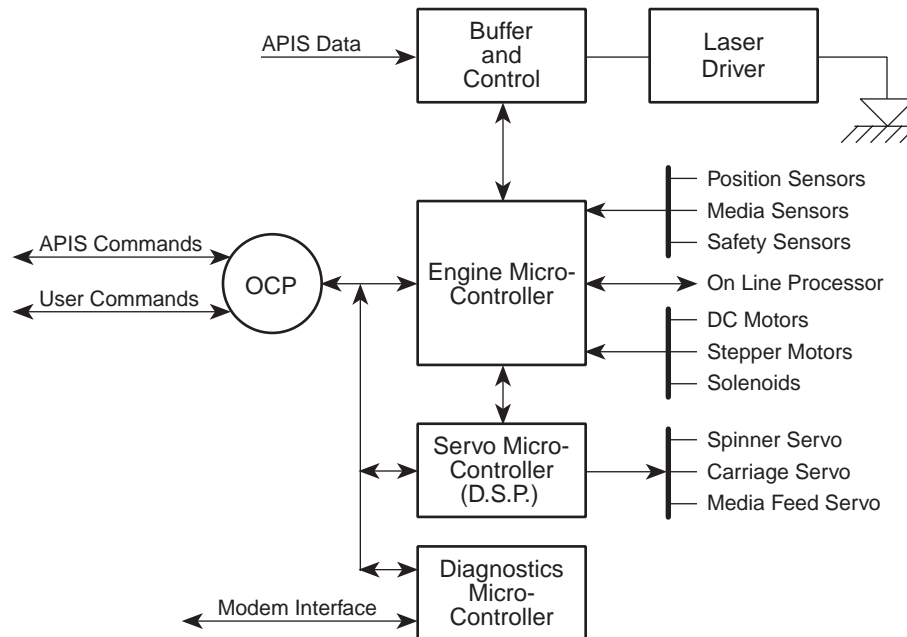 APIS Data
Buffer
and
Control
Laser
Driver
Position Sensors
Media Sensors
Safety Sensors
APIS Commands
User Commands
OCP
Engine Micro-
Controller
On Line Processor
DC Motors
Stepper Motors
Solenoids
Servo Micro-
Controller
(D.S.P.)
Spinner Servo
Carriage Servo
Media Feed Servo
Diagnostics
Micro-
Controller
Modem Interface